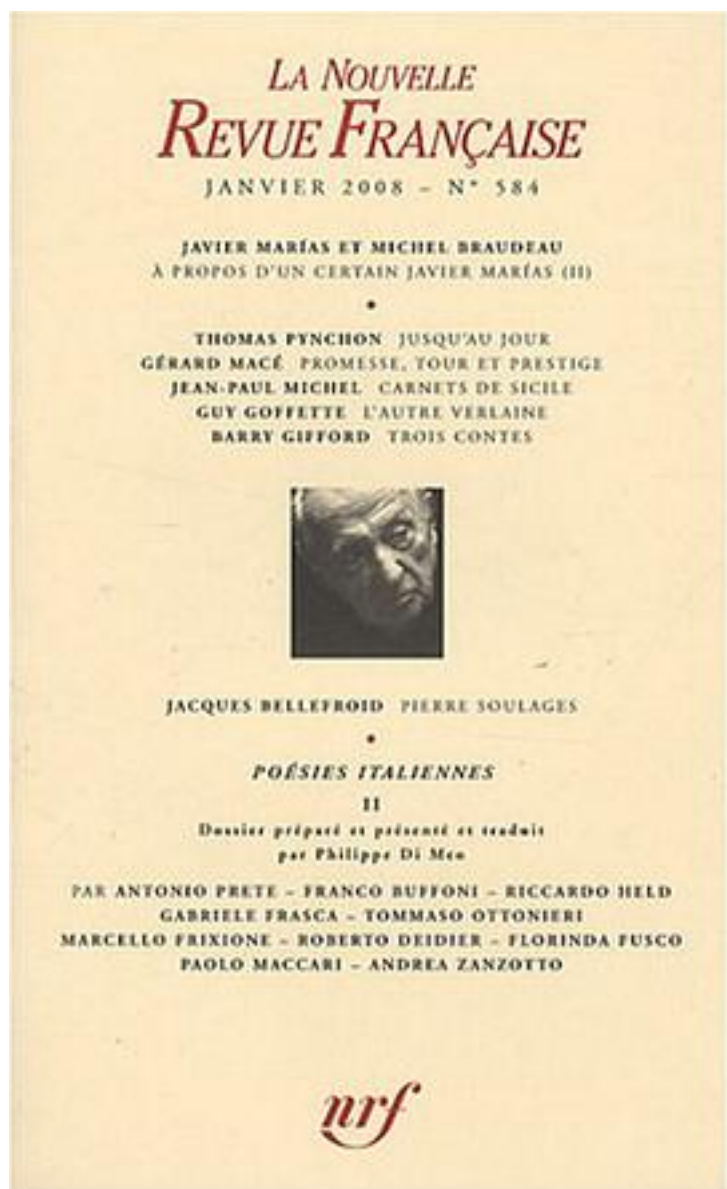 LA NOUVELLE
REVUE FRANÇAISE
JANVIER 2008 – N° 584
JAVIER MARÍAS ET MICHEL BRAUDEAU
À PROPOS D'UN CERTAIN JAVIER MARÍAS (II)
•
THOMAS PYNCHON JUSQU'AU JOUR
GÉRARD MACÉ PROMESSE, TOUR ET PRESTIGE
JEAN-PAUL MICHEL CARNETS DE SICILE
GUY GOFFETTE L'AUTRE VERLAINE
BARRY GIFFORD TROIS CONTES
JACQUES BELLEFROID PIERRE SOULAGES
•
POÉSIES ITALIENNES
II
Dossier préparé et présenté et traduit
par Philippe Di Meo
PAR ANTONIO PRETE – FRANCO BUFFONI – RICCARDO HELD
GABRIELE FRASCA – TOMMASO OTTONIERI
MARCELLO FRIXIONE – ROBERTO DEIDIER – FLORINDA FUSCO
PAOLO MACCARI – ANDREA ZANZOTTO
nrf